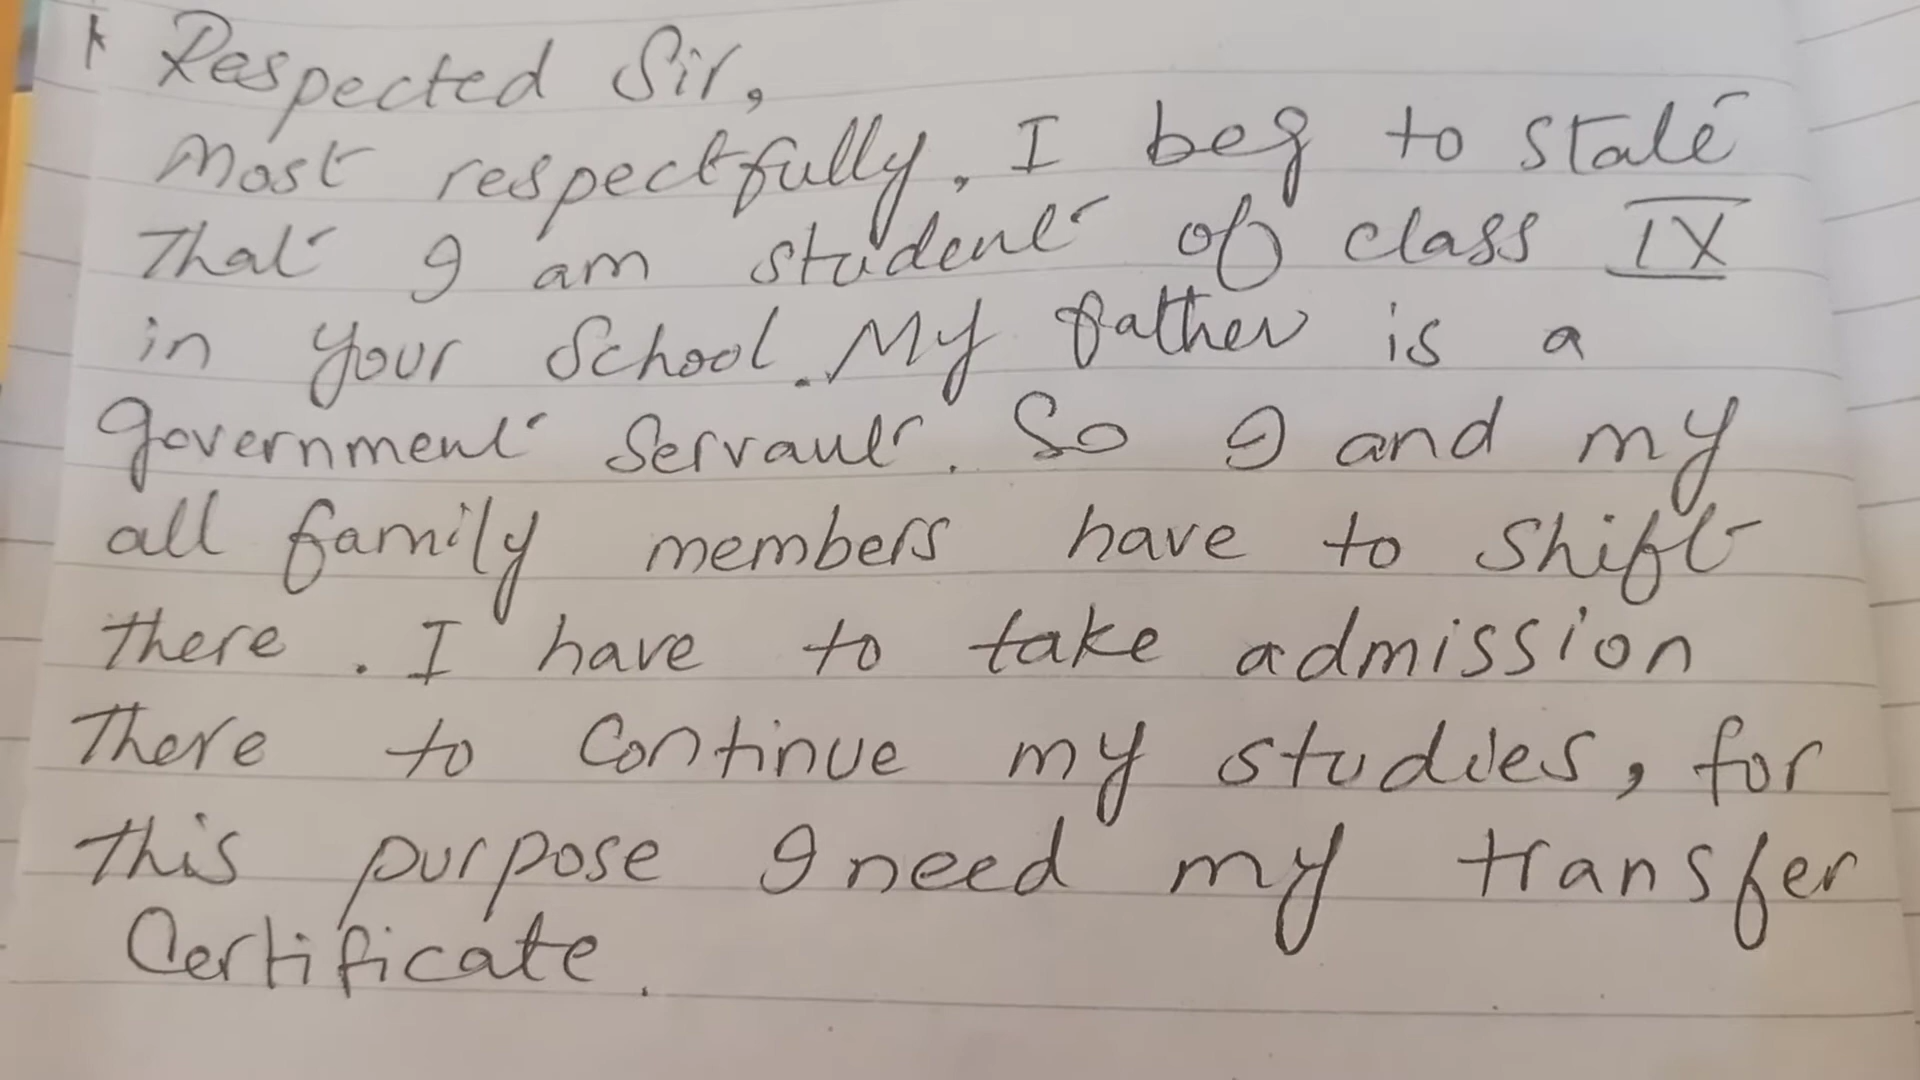 Respected Sir,
Most respectfully, I beg to state
That I am student of class IX
in your School. My father is a
government Servant. So I and my
all family members have to shift
there. I have to take admission
There to continue my studies, for
this purpose I need my transfer
Certificate.